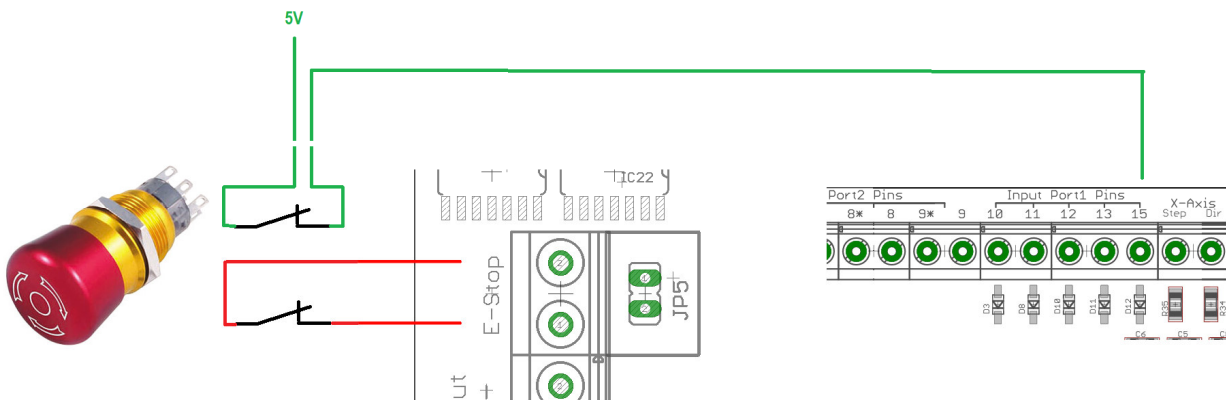 5V
IC22
E-Stop
JP5
Ut +
Port2 Pins
Input Port1 Pins
X-Axis
8* 8 9* 9 10 11 12 13 15 Step Dir
D3 D8 D10 D11 D12 R35 R34
C6 C5